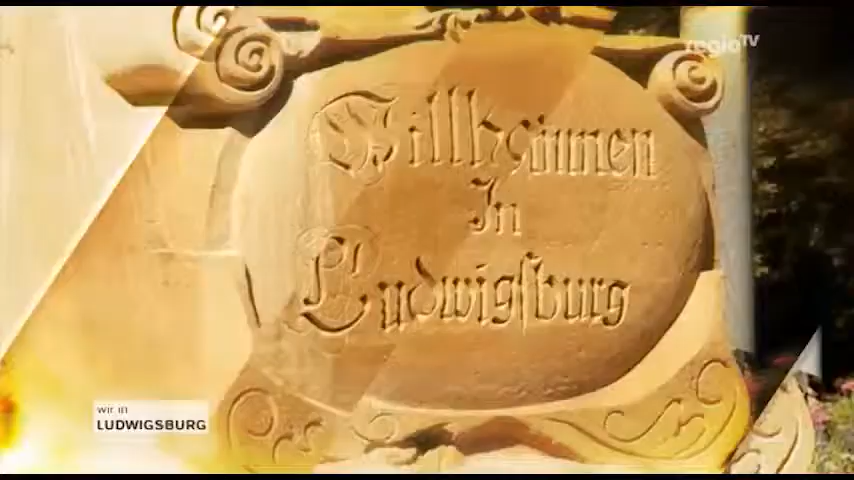 regioTV
Willkommen
In
Ludwigsburg
wir in
LUDWIGSBURG